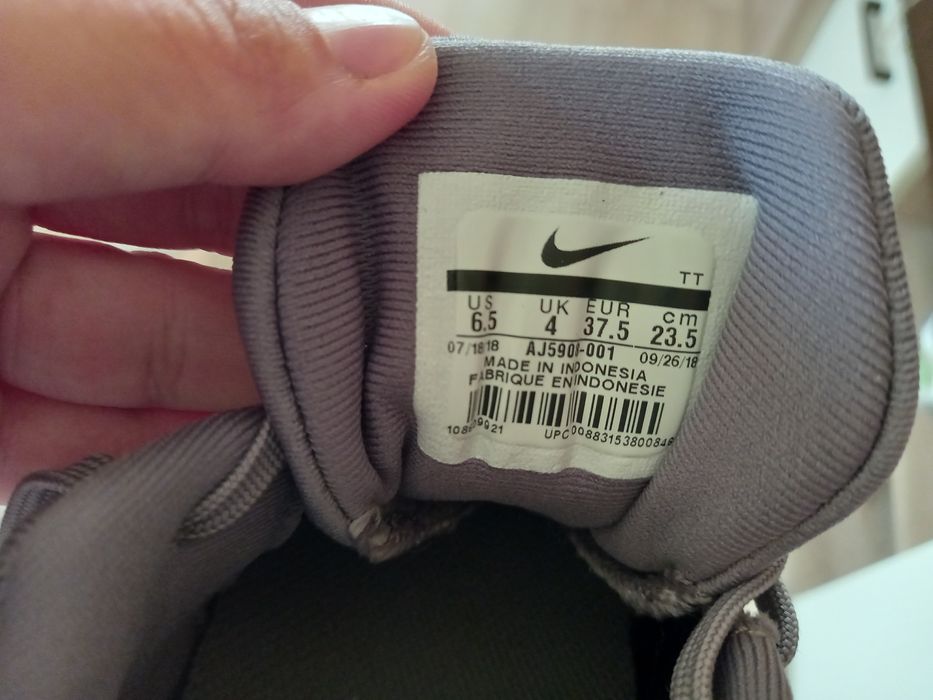 TT
US UK EUR cm
6.5 4 37.5 23.5
07/18 09/26/18
MADE IN INDONESIA
FABRIQUE EN INDONESIE
UPC